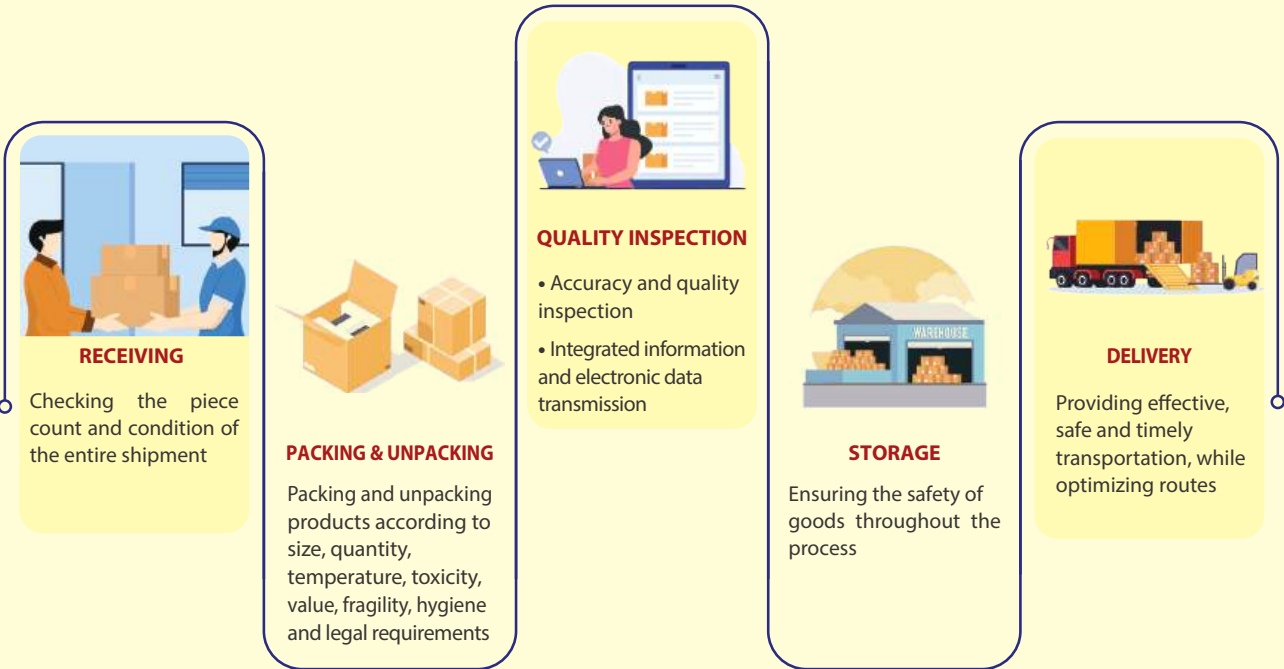 RECEIVING
Checking the piece
count and condition of
the entire shipment
PACKING & UNPACKING
Packing and unpacking
products according to
size, quantity,
temperature, toxicity,
value, fragility, hygiene
and legal requirements
QUALITY INSPECTION
• Accuracy and quality
inspection
• Integrated information
and electronic data
transmission
WAREHOUSE
STORAGE
Ensuring the safety of
goods throughout the
process
DELIVERY
Providing effective,
safe and timely
transportation, while
optimizing routes